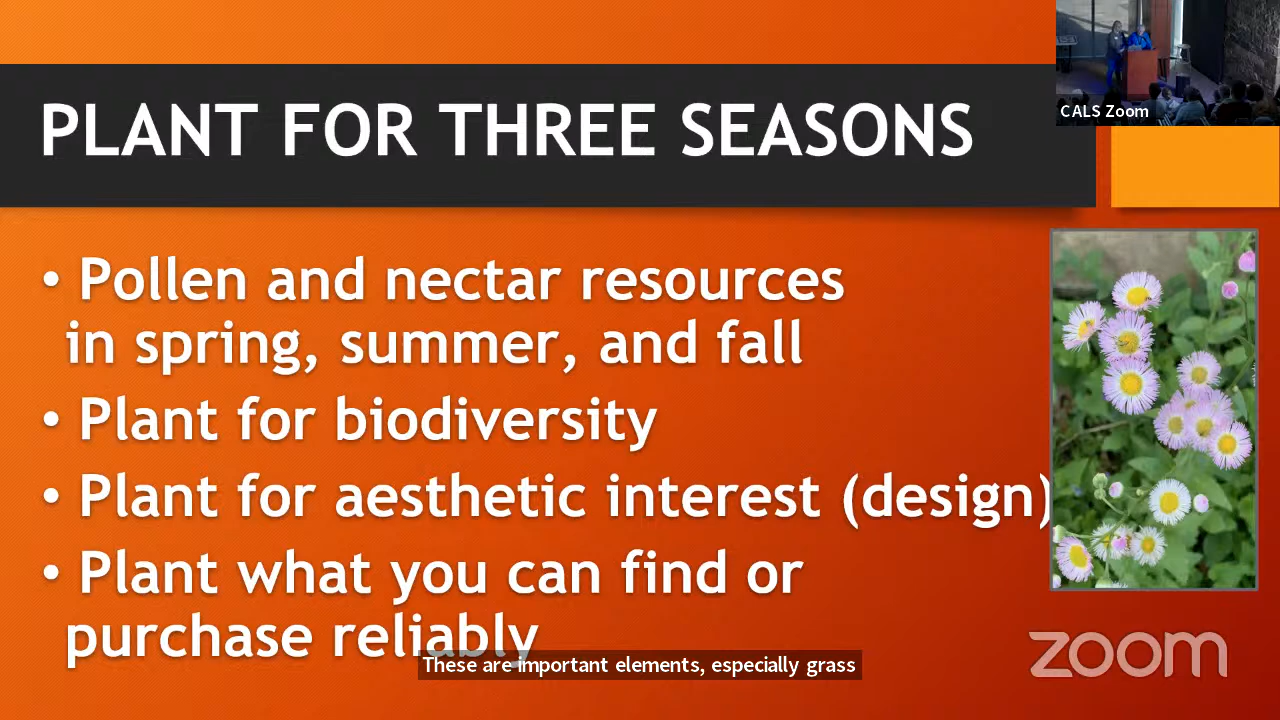 CALS Zoom
PLANT FOR THREE SEASONS
• Pollen and nectar resources
in spring, summer, and fall
• Plant for biodiversity
• Plant for aesthetic interest (design)
• Plant what you can find or
purchase reliably
These are important elements, especially grass
zoom